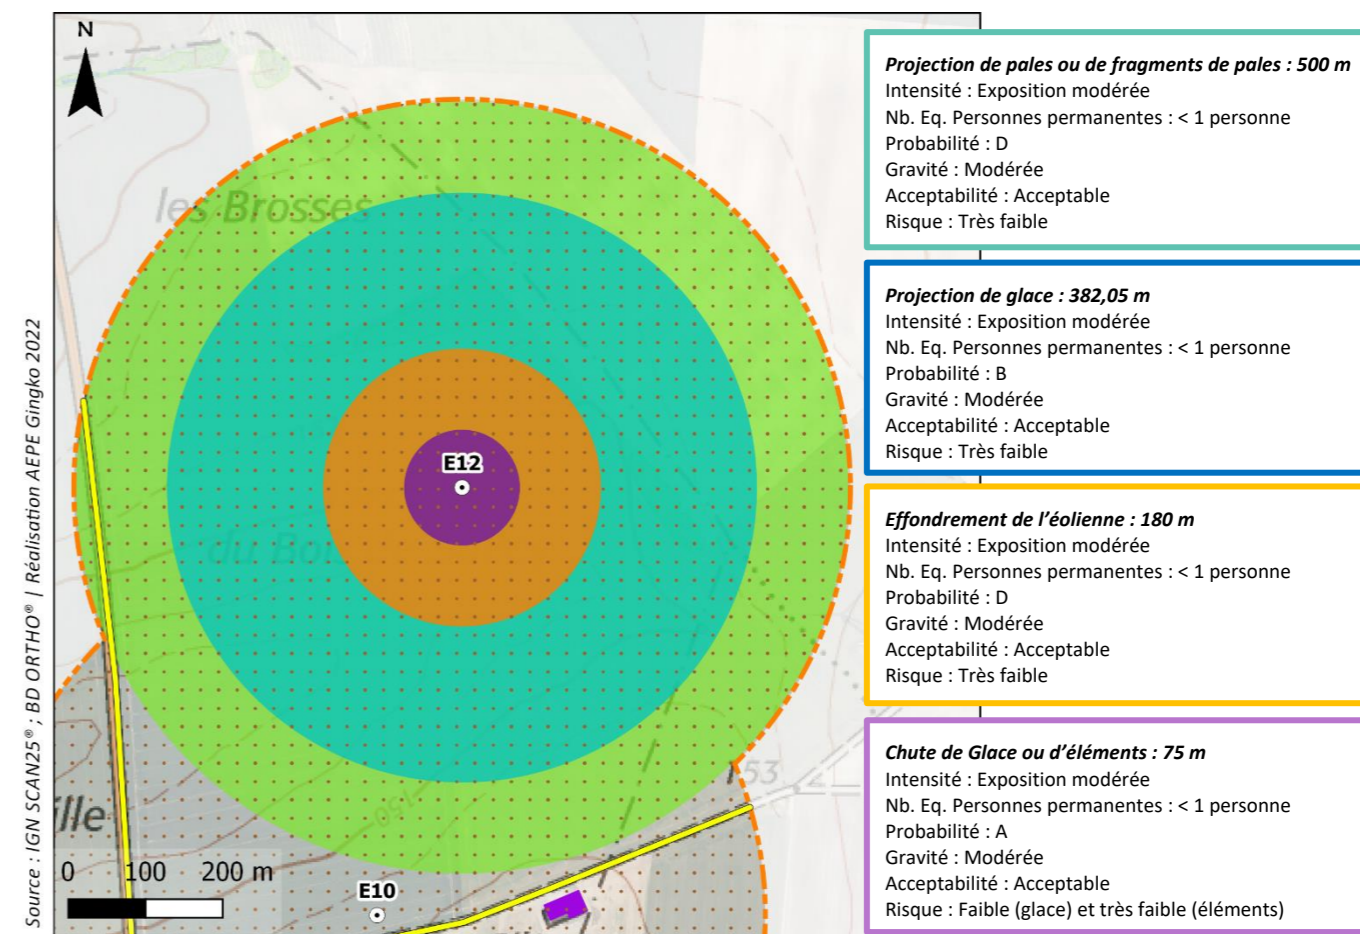 N
les Brosses
du Bou
E12
53
150
ille
0 100 200 m
E10
Source : IGN SCAN25® ; BD ORTHO® | Réalisation AEPE Gingko 2022
Projection de pales ou de fragments de pales : 500 m
Intensité : Exposition modérée
Nb. Eq. Personnes permanentes : < 1 personne
Probabilité : D
Gravité : Modérée
Acceptabilité : Acceptable
Risque : Très faible
Projection de glace : 382,05 m
Intensité : Exposition modérée
Nb. Eq. Personnes permanentes : < 1 personne
Probabilité : B
Gravité : Modérée
Acceptabilité : Acceptable
Risque : Très faible
Effondrement de l’éolienne : 180 m
Intensité : Exposition modérée
Nb. Eq. Personnes permanentes : < 1 personne
Probabilité : D
Gravité : Modérée
Acceptabilité : Acceptable
Risque : Très faible
Chute de Glace ou d’éléments : 75 m
Intensité : Exposition modérée
Nb. Eq. Personnes permanentes : < 1 personne
Probabilité : A
Gravité : Modérée
Acceptabilité : Acceptable
Risque : Faible (glace) et très faible (éléments)